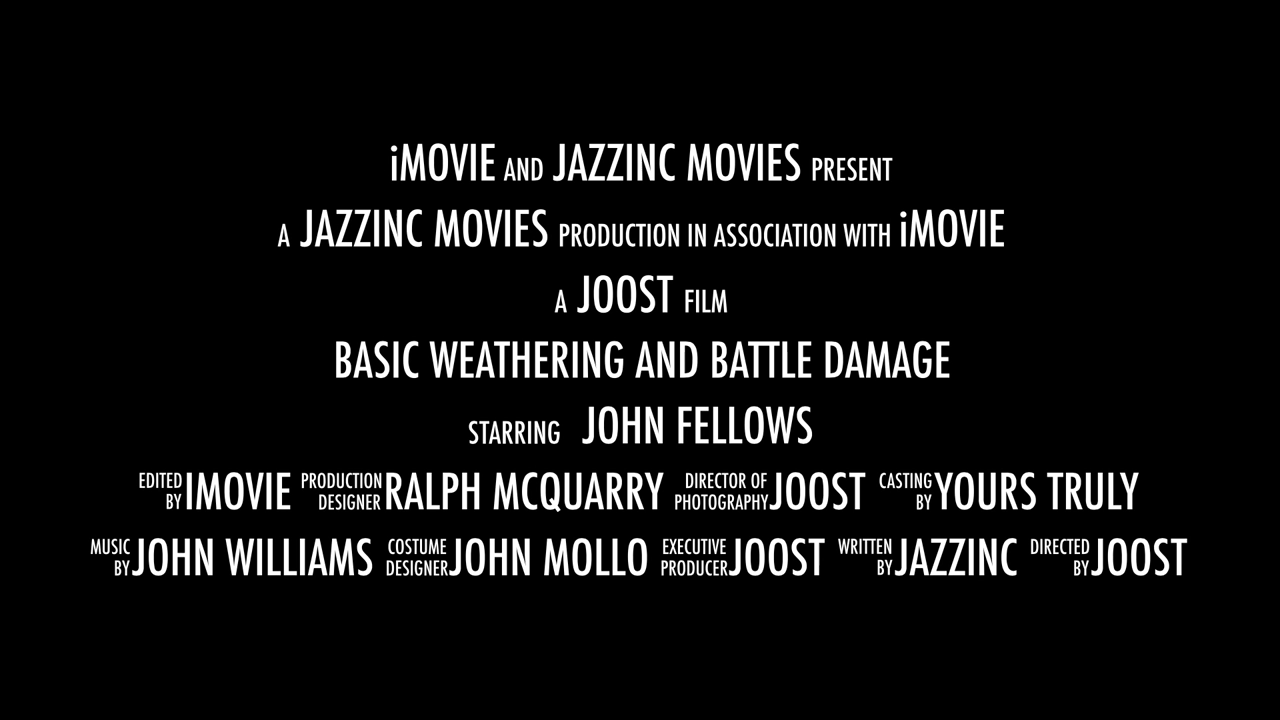 iMOVIE AND JAZZINC MOVIES PRESENT
A JAZZINC MOVIES PRODUCTION IN ASSOCIATION WITH iMOVIE
A JOOST FILM
BASIC WEATHERING AND BATTLE DAMAGE
STARRING JOHN FELLOWS
EDITED BY IMOVIE PRODUCTION DESIGNER RALPH MCQUARRY DIRECTOR OF PHOTOGRAPHY JOOST CASTING BY YOURS TRULY
MUSIC BY JOHN WILLIAMS COSTUME DESIGNER JOHN MOLLO EXECUTIVE PRODUCER JOOST WRITTEN BY JAZZINC DIRECTED BY JOOST